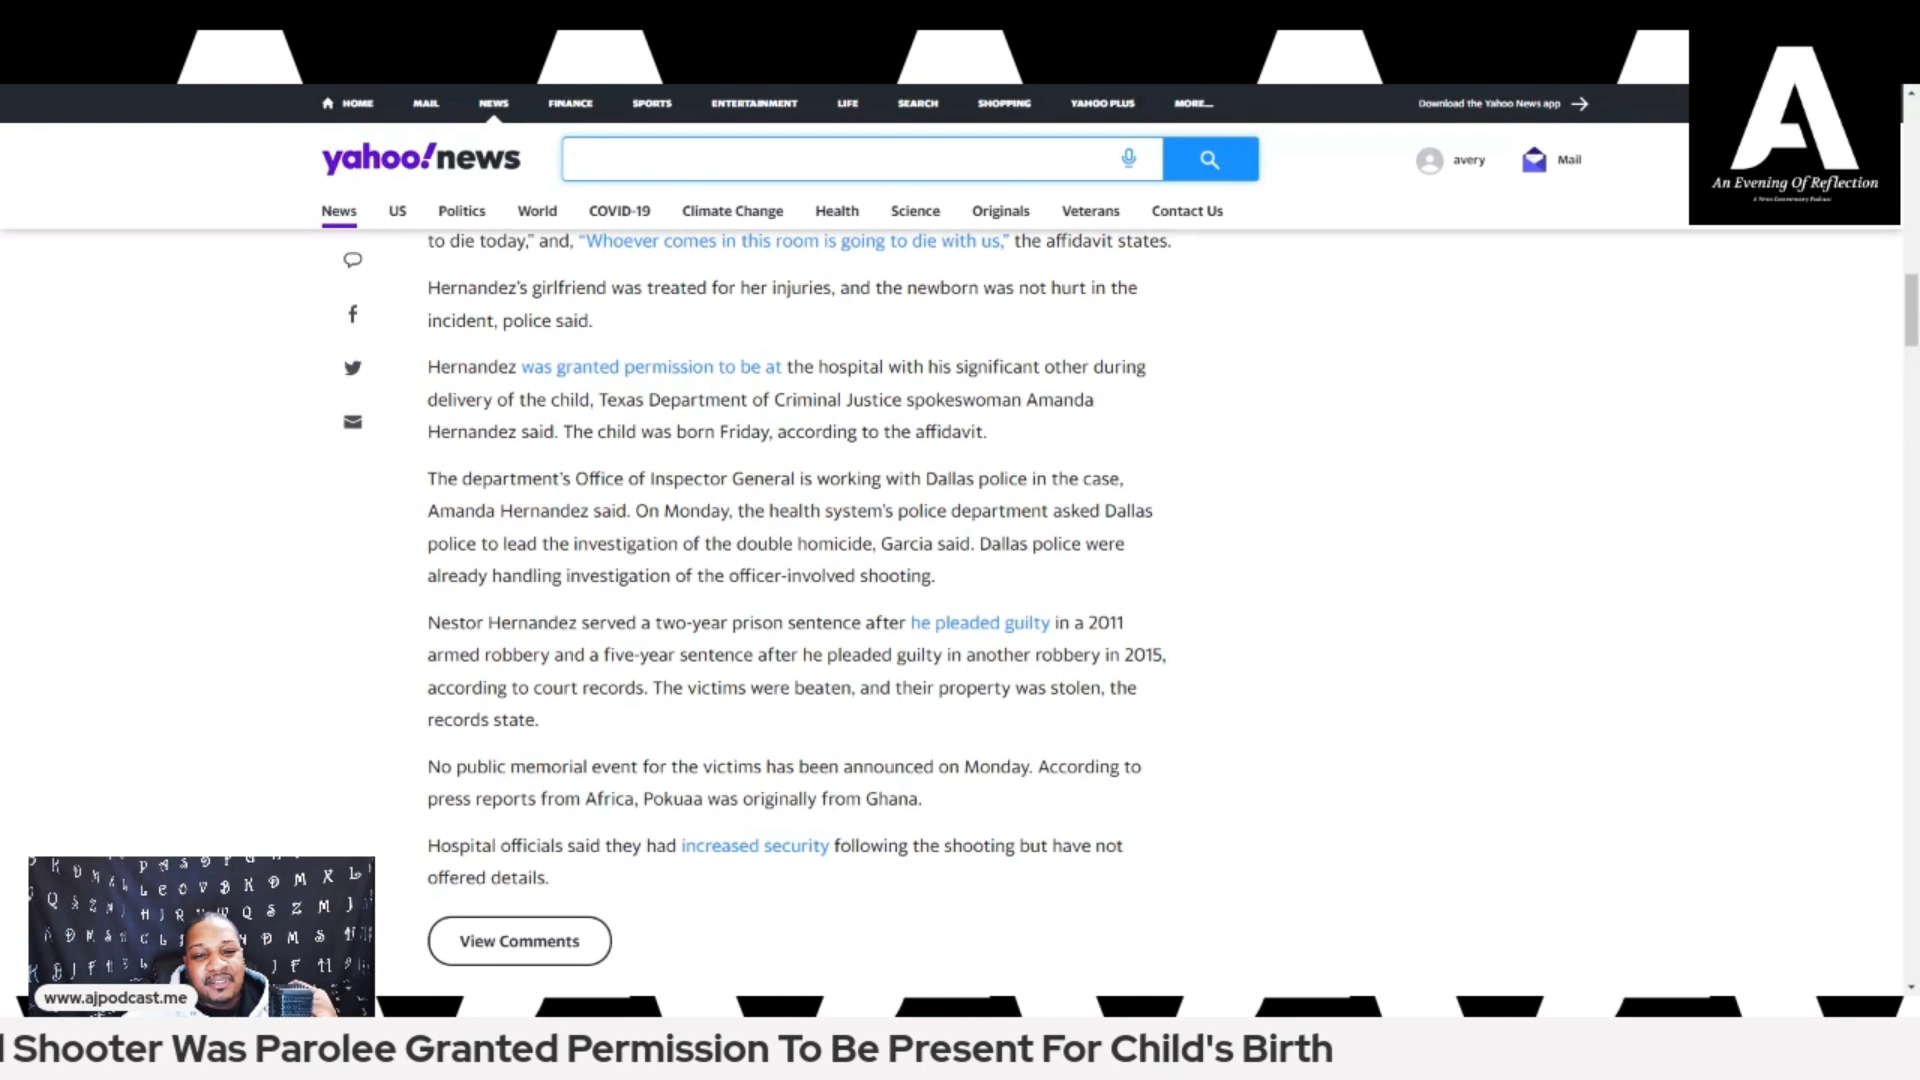 HOME MAIL NEWS FINANCE SPORTS ENTERTAINMENT LIFE SEARCH SHOPPING YAHOO PLUS MORE... Download the Yahoo News app
yahoo!news
avery Mail
A
An Evening Of Reflection
A News Commentary Podcast
News US Politics World COVID-19 Climate Change Health Science Originals Veterans Contact Us
to die today,” and, “Whoever comes in this room is going to die with us,” the affidavit states.
Hernandez’s girlfriend was treated for her injuries, and the newborn was not hurt in the
incident, police said.
Hernandez was granted permission to be at the hospital with his significant other during
delivery of the child, Texas Department of Criminal Justice spokeswoman Amanda
Hernandez said. The child was born Friday, according to the affidavit.
The department’s Office of Inspector General is working with Dallas police in the case,
Amanda Hernandez said. On Monday, the health system’s police department asked Dallas
police to lead the investigation of the double homicide, Garcia said. Dallas police were
already handling investigation of the officer-involved shooting.
Nestor Hernandez served a two-year prison sentence after he pleaded guilty in a 2011
armed robbery and a five-year sentence after he pleaded guilty in another robbery in 2015,
according to court records. The victims were beaten, and their property was stolen, the
records state.
No public memorial event for the victims has been announced on Monday. According to
press reports from Africa, Pokuaa was originally from Ghana.
Hospital officials said they had increased security following the shooting but have not
offered details.
View Comments
www.ajpodcast.me
Shooter Was Parolee Granted Permission To Be Present For Child's Birth